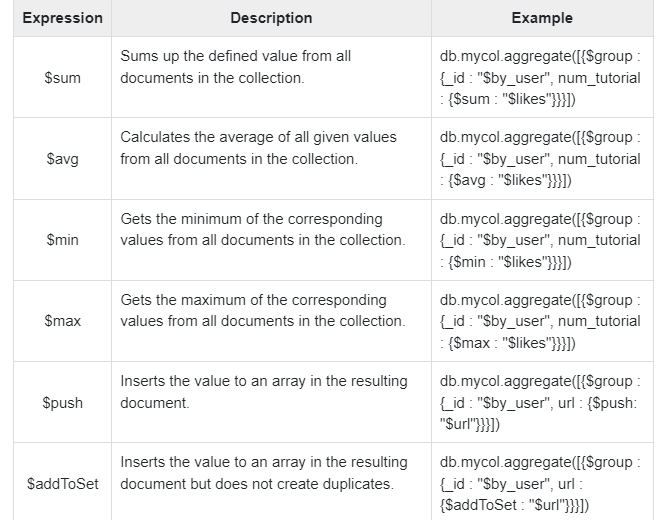 Expression Description Example
$sum
Sums up the defined value from all
documents in the collection.
db.mycol.aggregate([{$group :
{_id : "$by_user", num_tutorial
: {$sum : "$likes"}}}])
$avg
Calculates the average of all given values
from all documents in the collection.
db.mycol.aggregate([{$group :
{_id : "$by_user", num_tutorial
: {$avg : "$likes"}}}])
$min
Gets the minimum of the corresponding
values from all documents in the collection.
db.mycol.aggregate([{$group :
{_id : "$by_user", num_tutorial
: {$min : "$likes"}}}])
$max
Gets the maximum of the corresponding
values from all documents in the collection.
db.mycol.aggregate([{$group :
{_id : "$by_user", num_tutorial
: {$max : "$likes"}}}])
$push
Inserts the value to an array in the resulting
document.
db.mycol.aggregate([{$group :
{_id : "$by_user", url : {$push:
"$url"}}}])
$addToSet
Inserts the value to an array in the resulting
document but does not create duplicates.
db.mycol.aggregate([{$group :
{_id : "$by_user", url :
{$addToSet : "$url"}}}])